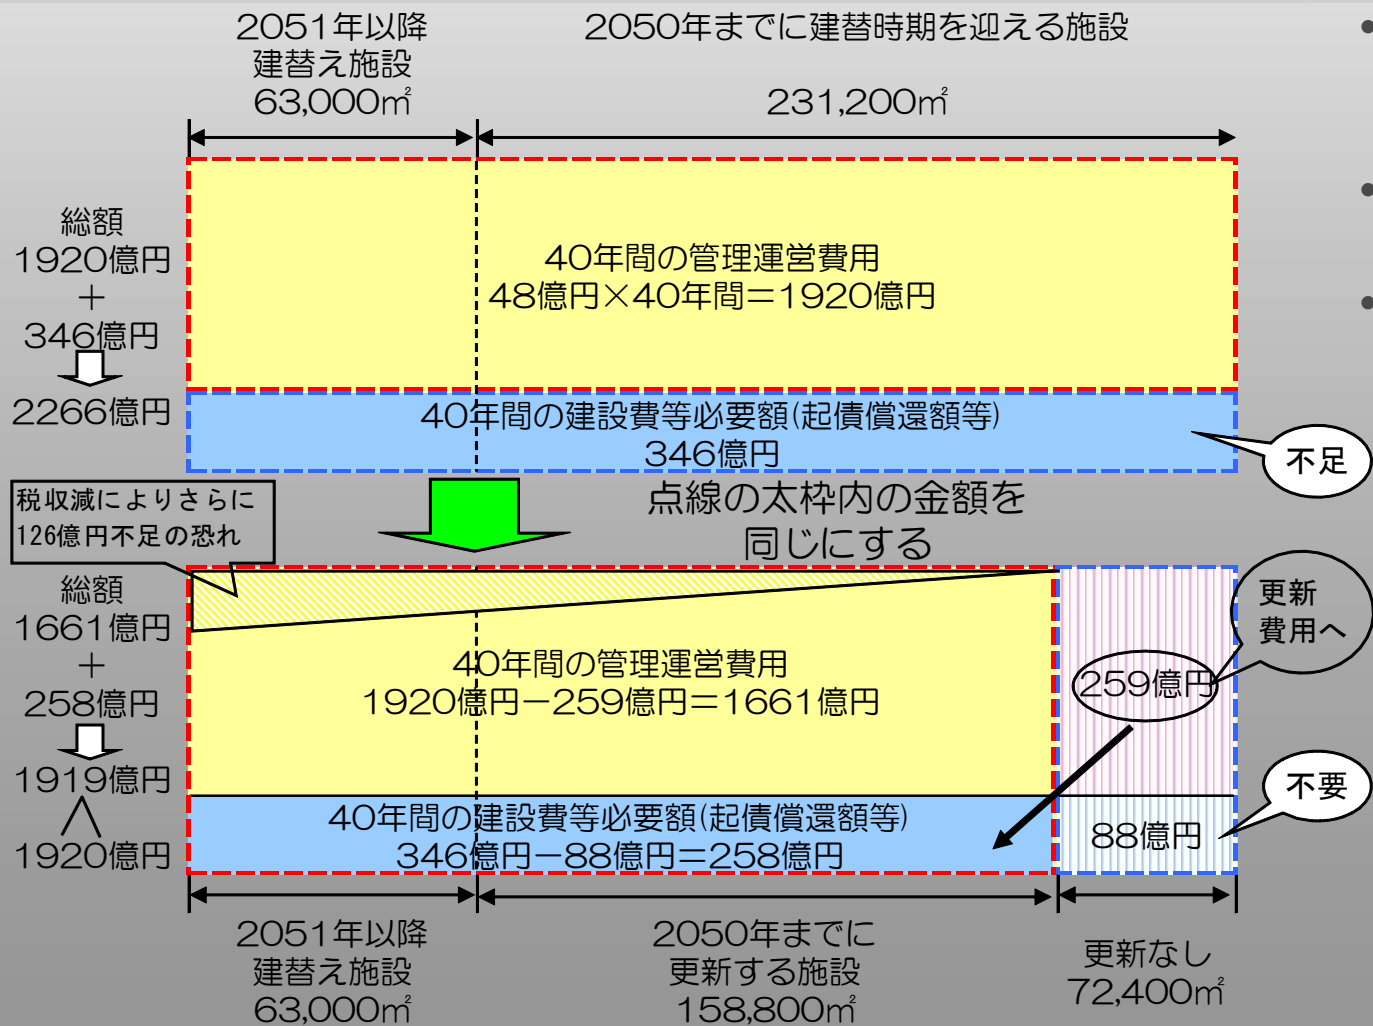 2051年以降
建替え施設
63,000㎡
2050年までに建替時期を迎える施設
231,200㎡
総額
1920億円
＋
346億円
2266億円
40年間の管理運営費用
48億円×40年間＝1920億円
40年間の建設費等必要額(起債償還額等)
346億円
不足
税収減によりさらに
126億円不足の恐れ
点線の太枠内の金額を
同じにする
総額
1661億円
＋
258億円
1919億円
1920億円
40年間の管理運営費用
1920億円－259億円＝1661億円
259億円
更新
費用へ
40年間の建設費等必要額(起債償還額等)
346億円－88億円＝258億円
88億円
不要
2051年以降
建替え施設
63,000㎡
2050年までに
更新する施設
158,800㎡
更新なし
72,400㎡